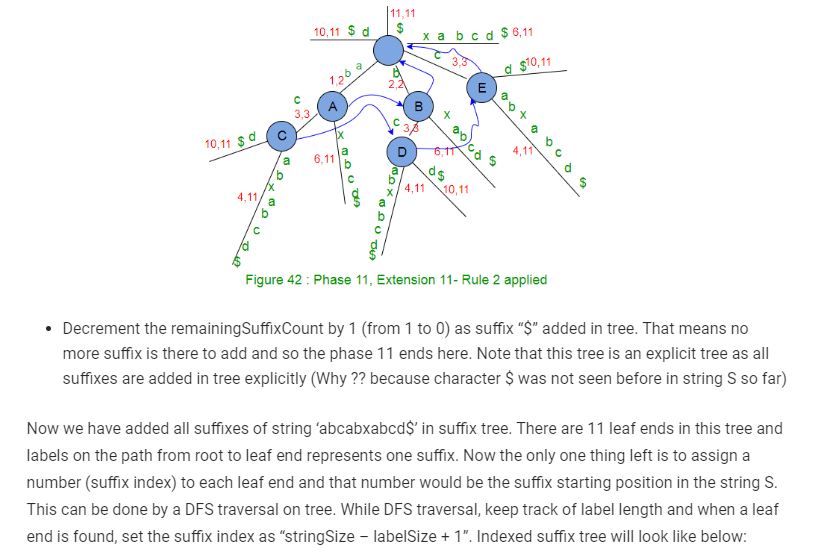 11,11
10,11 $ d
$
x a b c d $ 6,11
c
3,3
d $10,11
1,2
b a
b
2,2
E
c
3,3
A
B
x
a b x a b c d $
4,11
c 3,3
10,11 $ d
C
x a b c d $
6,11
D
a b c d $
6,11
a b x a b c d $
4,11
a b x a b c d $
4,11
d $
10,11
Figure 42 : Phase 11, Extension 11- Rule 2 applied
• Decrement the remainingSuffixCount by 1 (from 1 to 0) as suffix “$” added in tree. That means no
more suffix is there to add and so the phase 11 ends here. Note that this tree is an explicit tree as all
suffixes are added in tree explicitly (Why ?? because character $ was not seen before in string S so far)
Now we have added all suffixes of string ‘abcabxabcd$’ in suffix tree. There are 11 leaf ends in this tree and
labels on the path from root to leaf end represents one suffix. Now the only one thing left is to assign a
number (suffix index) to each leaf end and that number would be the suffix starting position in the string S.
This can be done by a DFS traversal on tree. While DFS traversal, keep track of label length and when a leaf
end is found, set the suffix index as “stringSize – labelSize + 1”. Indexed suffix tree will look like below: